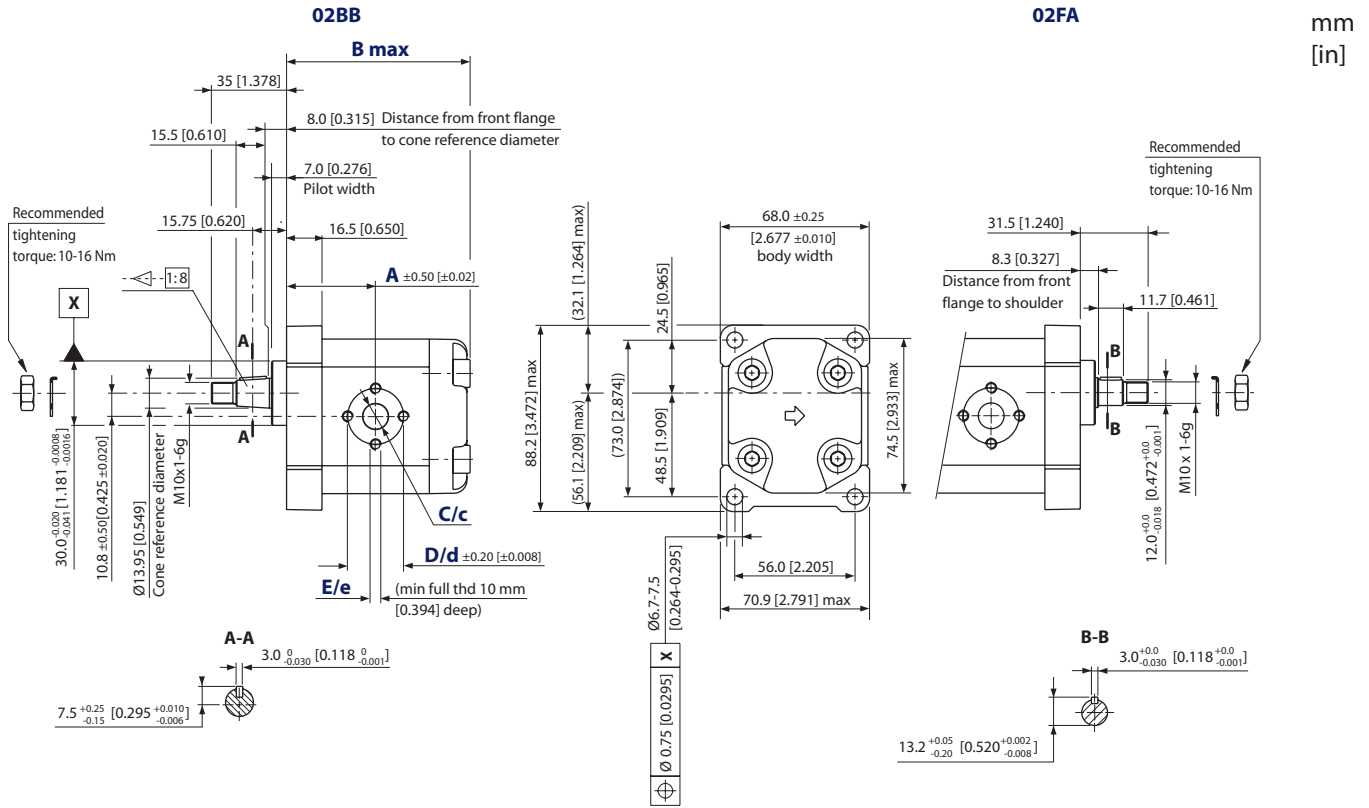 02BB
02FA
mm
[in]
B max
35 [1.378]
8.0 [0.315] Distance from front flange
to cone reference diameter
15.5 [0.610]
7.0 [0.276]
Pilot width
15.75 [0.620]
16.5 [0.650]
Recommended
tightening
torque: 10-16 Nm
1:8
A ±0.50 [±0.02]
X
A
A
30.0 -0.020 -0.041 [1.181 -0.0008 -0.0016]
10.8 ±0.50 [0.425 ±0.020]
Ø13.95 [0.549]
Cone reference diameter
M10x1-6g
C/c
D/d ±0.20 [±0.008]
E/e
(min full thd 10 mm
[0.394] deep)
68.0 ±0.25
[2.677 ±0.010]
body width
(32.1 [1.264] max)
24.5 [0.965]
88.2 [3.472] max
(56.1 [2.209] max)
(73.0 [2.874])
48.5 [1.909]
74.5 [2.933] max
Ø6.7-7.5
[0.264-0.295]
56.0 [2.205]
70.9 [2.791] max
Ø 0.75 [0.0295] X
Recommended
tightening
torque: 10-16 Nm
31.5 [1.240]
8.3 [0.327]
Distance from front
flange to shoulder
11.7 [0.461]
B
B
12.0 +0.0 -0.018 [0.472 +0.0 -0.001]
M10 x 1-6g
A-A
3.0 0 -0.030 [0.118 0 -0.001]
7.5 +0.25 -0.15 [0.295 +0.010 -0.006]
B-B
3.0 +0.0 -0.030 [0.118 +0.0 -0.001]
13.2 +0.05 -0.20 [0.520 +0.002 -0.008]